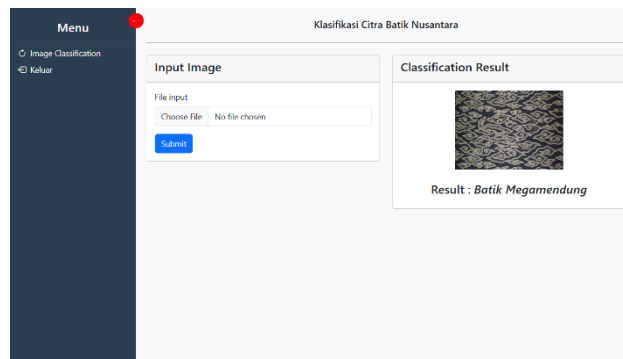 Menu
Image Classification
Keluar
Klasifikasi Citra Batik Nusantara
Input Image
File input
Choose File No file chosen
Submit
Classification Result
Result : Batik Megamendung